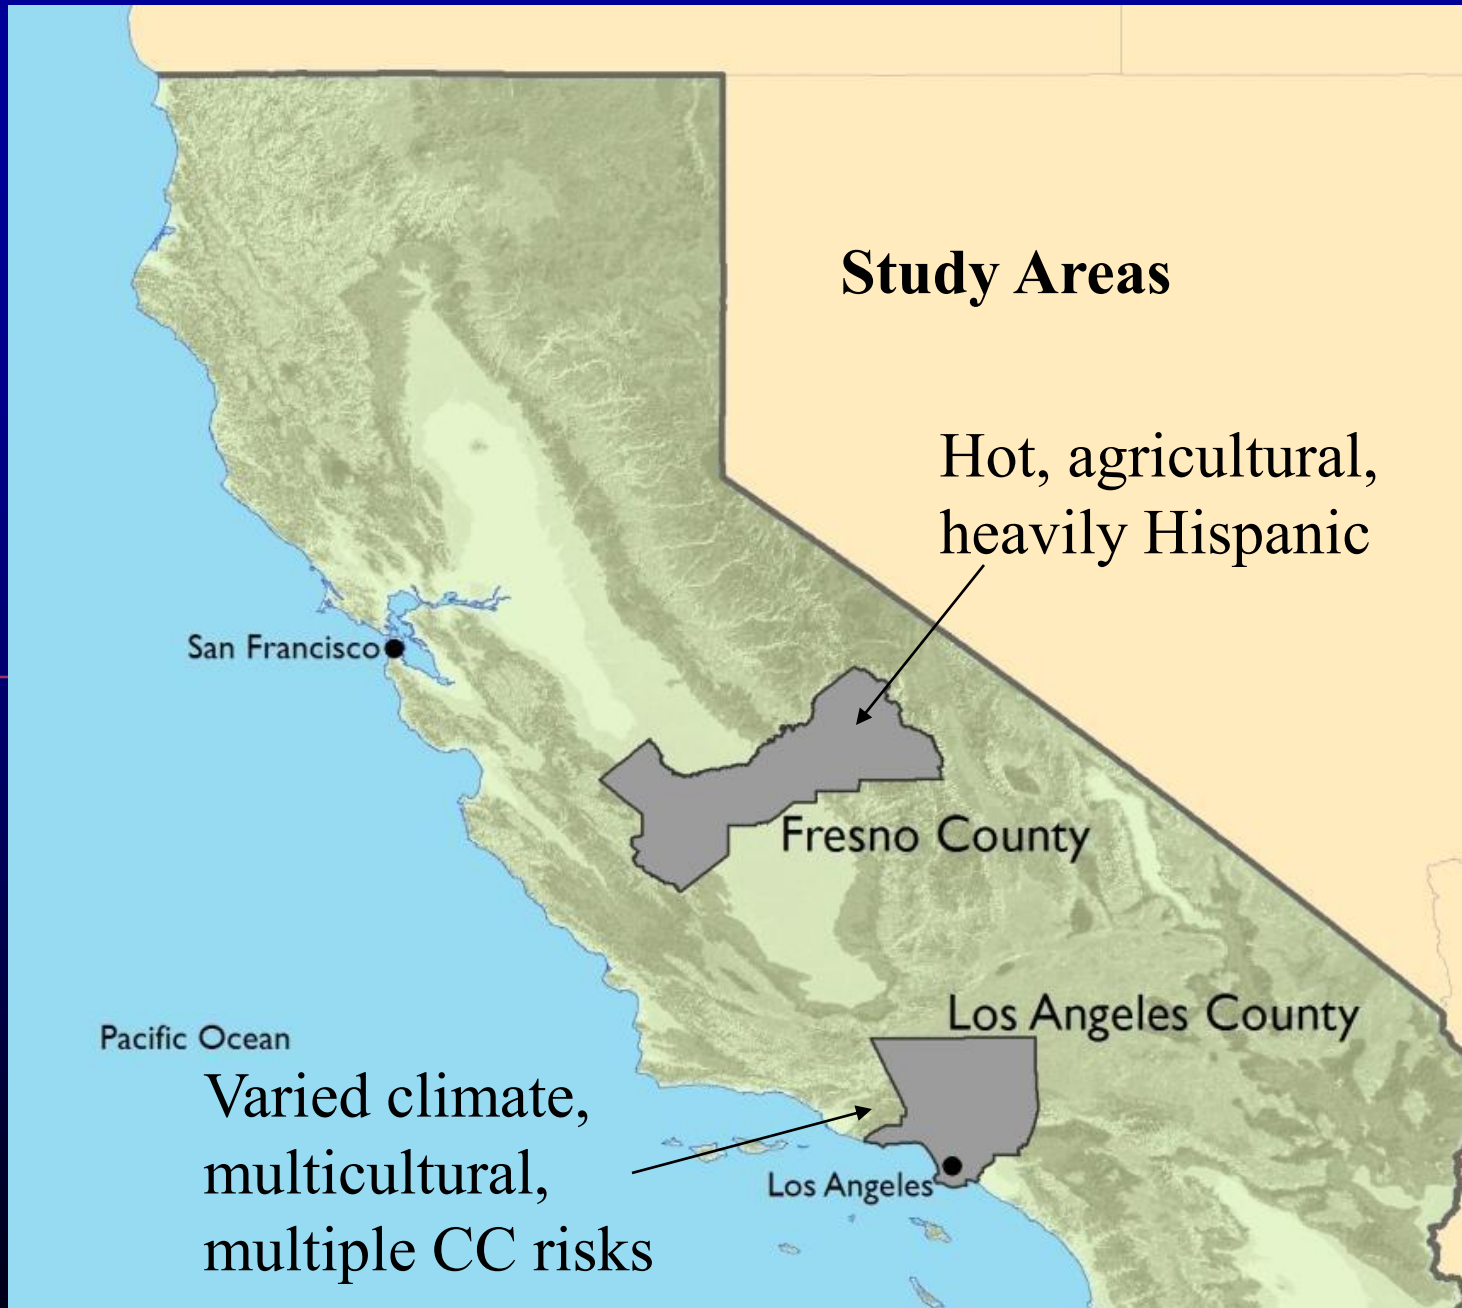 Study Areas
Hot, agricultural,
heavily Hispanic
San Francisco
Fresno County
Los Angeles County
Pacific Ocean
Varied climate,
multicultural,
multiple CC risks
Los Angeles